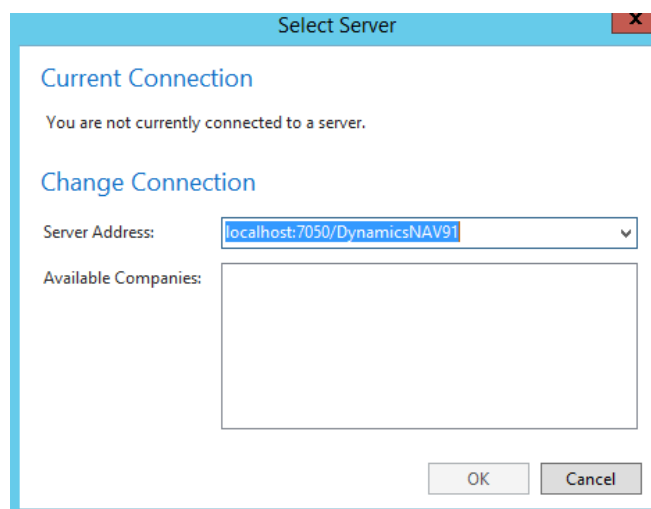 Select Server
x
Current Connection
You are not currently connected to a server.
Change Connection
Server Address: localhost:7050/DynamicsNAV91
Available Companies:
OK Cancel